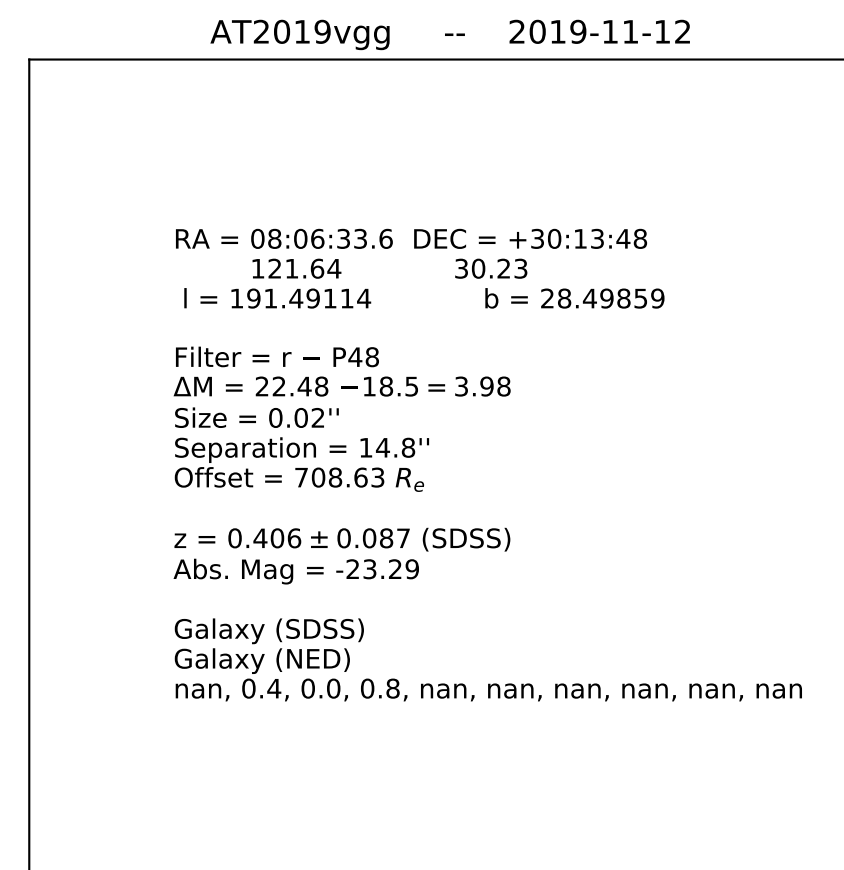 AT2019vgg -- 2019-11-12
RA = 08:06:33.6 DEC = +30:13:48
121.64 30.23
l = 191.49114 b = 28.49859
Filter = r − P48
ΔM = 22.48 −18.5 = 3.98
Size = 0.02''
Separation = 14.8''
Offset = 708.63 Rₑ
z = 0.406 ± 0.087 (SDSS)
Abs. Mag = -23.29
Galaxy (SDSS)
Galaxy (NED)
nan, 0.4, 0.0, 0.8, nan, nan, nan, nan, nan, nan